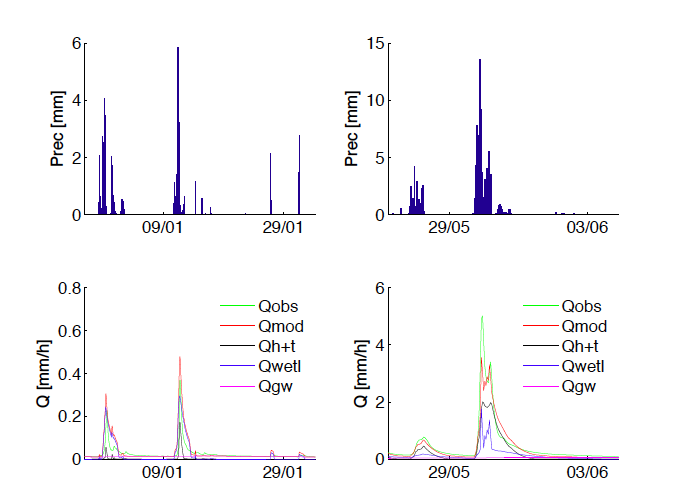 6
4
2
0
Prec [mm]
09/01
29/01
15
10
5
0
Prec [mm]
29/05
03/06
0.8
0.6
0.4
0.2
0
Q [mm/h]
Qobs
Qmod
Qh+t
Qwetl
Qgw
09/01
29/01
6
4
2
0
Q [mm/h]
Qobs
Qmod
Qh+t
Qwetl
Qgw
29/05
03/06